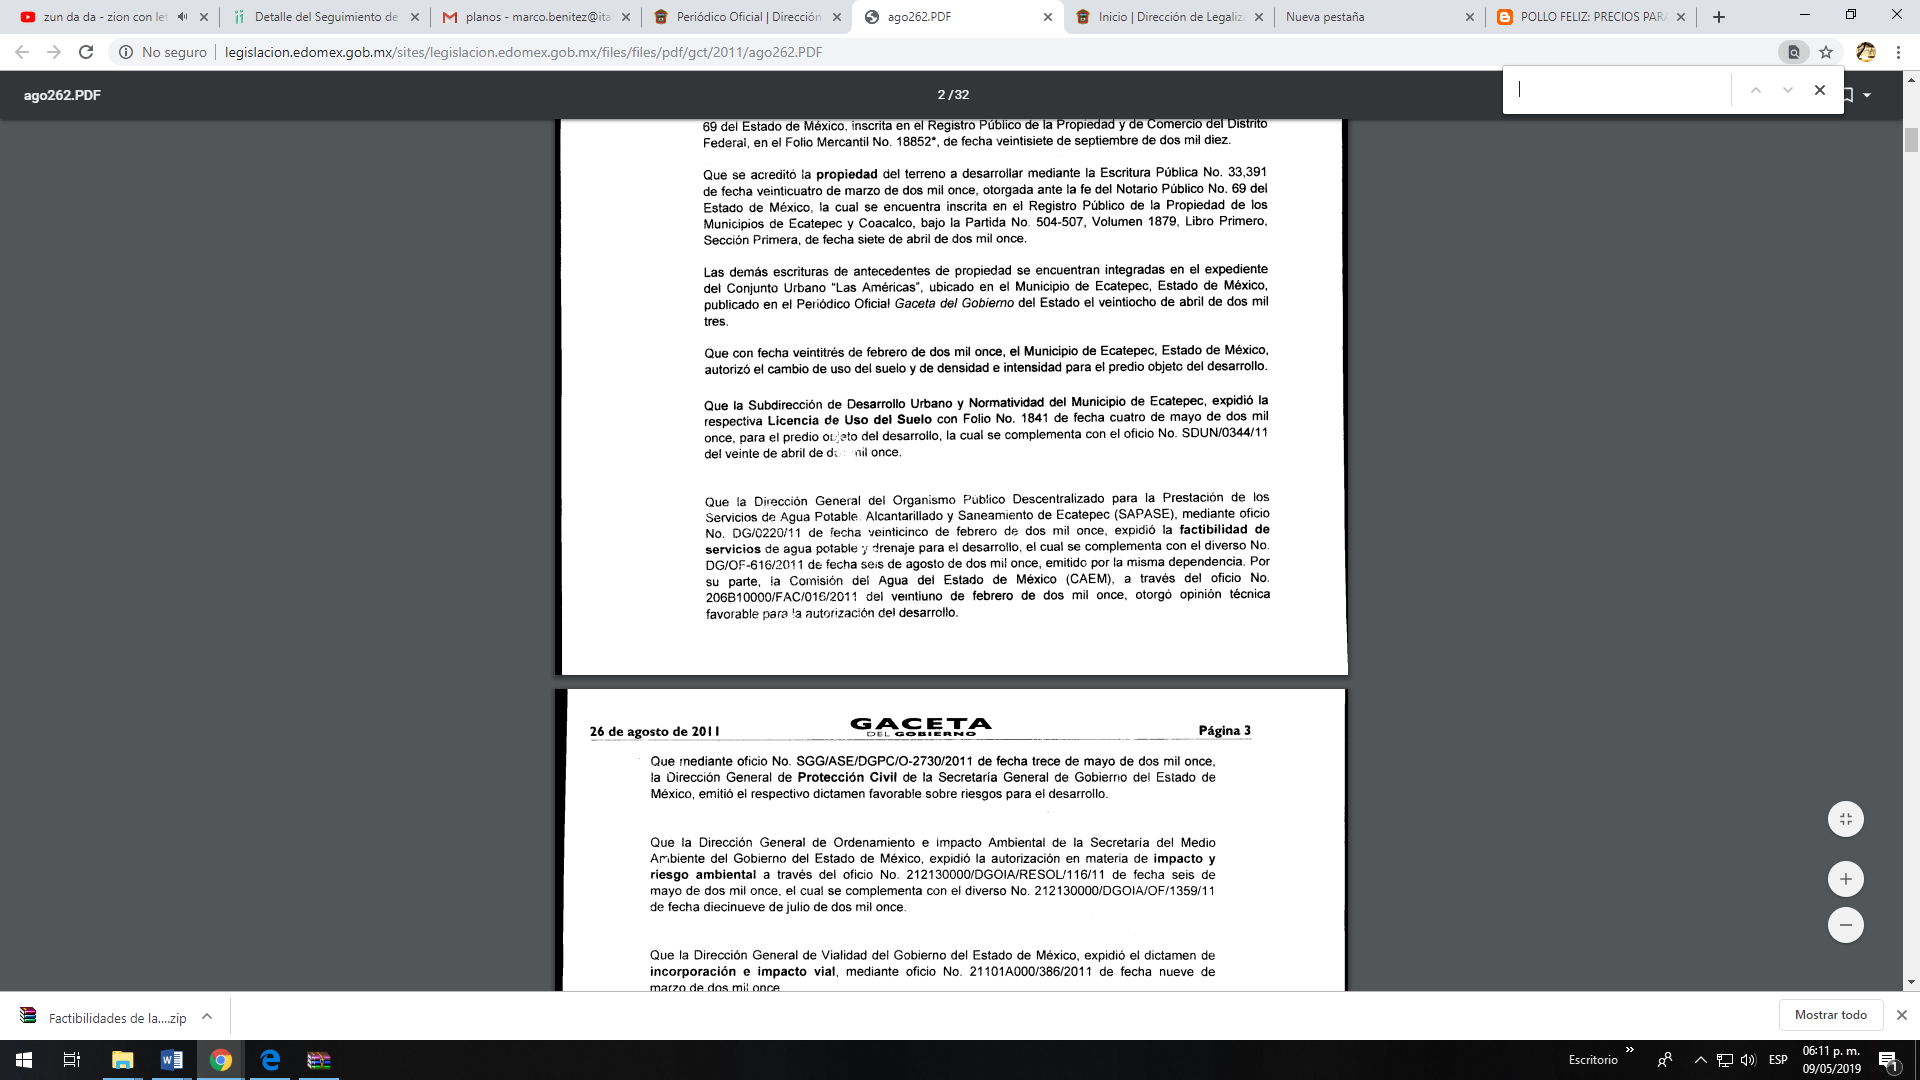 zun da da - zion con let
Detalle del Seguimiento de
planos - marco.benitez@ita
Periódico Oficial | Dirección
ago262.PDF
Inicio | Dirección de Legaliz
Nueva pestaña
POLLO FELIZ: PRECIOS PARA
No seguro
legislacion.edomex.gob.mx/sites/legislacion.edomex.gob.mx/files/files/pdf/gct/2011/ago262.PDF
ago262.PDF
2 / 32
69 del Estado de México, inscrita en el Registro Público de la Propiedad y de Comercio del Distrito
Federal, en el Folio Mercantil No. 18852*, de fecha veintisiete de septiembre de dos mil diez.
Que se acreditó la propiedad del terreno a desarrollar mediante la Escritura Pública No. 33,391
de fecha veinticuatro de marzo de dos mil once, otorgada ante la fe del Notario Público No. 69 del
Estado de México, la cual se encuentra inscrita en el Registro Público de la Propiedad de los
Municipios de Ecatepec y Coacalco, bajo la Partida No. 504-507, Volumen 1879, Libro Primero,
Sección Primera, de fecha siete de abril de dos mil once.
Las demás escrituras de antecedentes de propiedad se encuentran integradas en el expediente
del Conjunto Urbano “Las Américas”, ubicado en el Municipio de Ecatepec, Estado de México,
publicado en el Periódico Oficial Gaceta del Gobierno del Estado el veintiocho de abril de dos mil
tres.
Que con fecha veintitrés de febrero de dos mil once, el Municipio de Ecatepec, Estado de México,
autorizó el cambio de uso del suelo y de densidad e intensidad para el predio objeto del desarrollo.
Que la Subdirección de Desarrollo Urbano y Normatividad del Municipio de Ecatepec, expidió la
respectiva Licencia de Uso del Suelo con Folio No. 1841 de fecha cuatro de mayo de dos mil
once, para el predio objeto del desarrollo, la cual se complementa con el oficio No. SDUN/0344/11
del veinte de abril de dos mil once.
Que la Dirección General del Organismo Público Descentralizado para la Prestación de los
Servicios de Agua Potable, Alcantarillado y Saneamiento de Ecatepec (SAPASE), mediante oficio
No. DG/0220/11 de fecha veinticinco de febrero de dos mil once, expidió la factibilidad de
servicios de agua potable y drenaje para el desarrollo, el cual se complementa con el diverso No.
DG/OF-616/2011 de fecha seis de agosto de dos mil once, emitido por la misma dependencia. Por
su parte, la Comisión del Agua del Estado de México (CAEM), a través del oficio No.
206B10000/FAC/016/2011 del veintiuno de febrero de dos mil once, otorgó opinión técnica
favorable para la autorización del desarrollo.
26 de agosto de 2011
GACETA
DEL GOBIERNO
Página 3
Que mediante oficio No. SGG/ASE/DGPC/O-2730/2011 de fecha trece de mayo de dos mil once,
la Dirección General de Protección Civil de la Secretaría General de Gobierno del Estado de
México, emitió el respectivo dictamen favorable sobre riesgos para el desarrollo.
Que la Dirección General de Ordenamiento e Impacto Ambiental de la Secretaría del Medio
Ambiente del Gobierno del Estado de México, expidió la autorización en materia de impacto y
riesgo ambiental a través del oficio No. 212130000/DGOIA/RESOL/116/11 de fecha seis de
mayo de dos mil once, el cual se complementa con el diverso No. 212130000/DGOIA/OF/1359/11
de fecha diecinueve de julio de dos mil once.
Que la Dirección General de Vialidad del Gobierno del Estado de México, expidió el dictamen de
incorporación e impacto vial, mediante oficio No. 21101A000/386/2011 de fecha nueve de
marzo de dos mil once
Factibilidades de la....zip
Mostrar todo
Escritorio
ESP
06:11 p. m.
09/05/2019
1